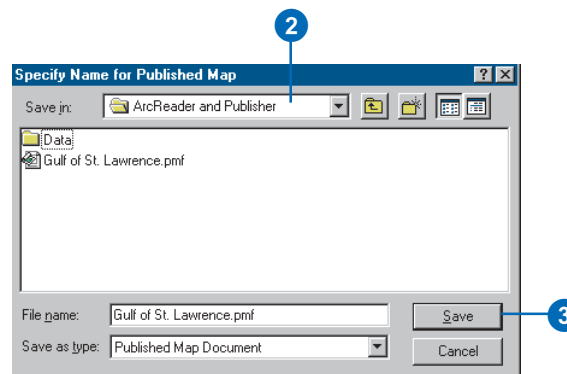 2
Specify Name for Published Map
Save in: ArcReader and Publisher
Data
Gulf of St. Lawrence.pmf
File name: Gulf of St. Lawrence.pmf Save
3
Save as type: Published Map Document Cancel